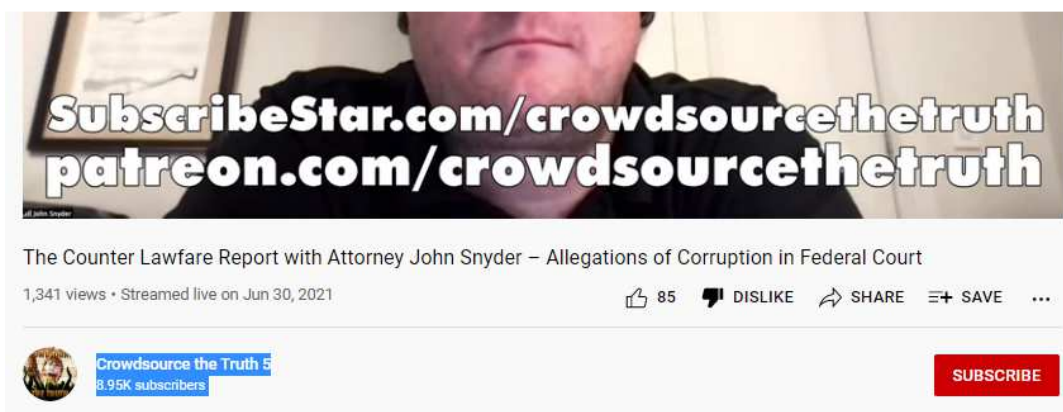 SubscribeStar.com/crowdsourcethetruth
patreon.com/crowdsourcethetruth
John Snyder
The Counter Lawfare Report with Attorney John Snyder – Allegations of Corruption in Federal Court
1,341 views • Streamed live on Jun 30, 2021
85 DISLIKE SHARE SAVE ...
Crowdsource the Truth 5
8.95K subscribers
SUBSCRIBE